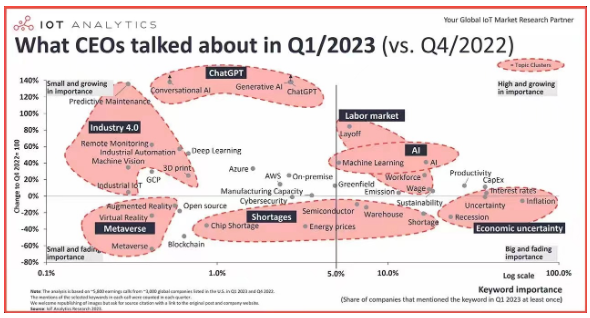 IOT ANALYTICS
Your Global IoT Market Research Partner
What CEOs talked about in Q1/2023 (vs. Q4/2022)
Topic Clusters
ChatGPT
140%
Small and growing
in importance
High and growing
in importance
Conversational AI
Generative AI
ChatGPT
120%
Predictive Maintenance
100%
Labor market
Industry 4.0
Layoff
80%
Remote Monitoring
AI
60%
Industrial Automation
Deep Learning
Machine Vision
Machine Learning
AI
40%
3D print
Azure
GCP
AWS
On-premise
Workforce
Productivity
20%
Industrial IoT
Greenfield
Wage
CapEx
Manufacturing Capacity
Emission
Interest rates
0%
Cybersecurity
Sustainability
Inflation
Augmented Reality
Open source
Semiconductor
Uncertainty
-20%
Virtual Reality
Shortages
Warehouse
Recession
Metaverse
Chip Shortage
Energy prices
Shortage
Economic uncertainty
-40%
Blockchain
Small and fading
importance
Metaverse
Big and fading
importance
-60%
-80%
Change to Q4 2022= 100
0.1%
1.0%
5.0%
10.0%
100.0%
Log scale
Keyword importance
(Share of companies that mentioned the keyword in Q1 2023 at least once)
Note: The analysis is based on ~5,000 earnings calls from ~3,000 global companies listed in the U.S. in Q1 2023 and Q4 2022.
The mentions of the selected keywords in each call were counted in each quarter.
We welcome republishing of images but ask for source citation with a link to the original post and company website.
Source: IoT Analytics Research 2023.